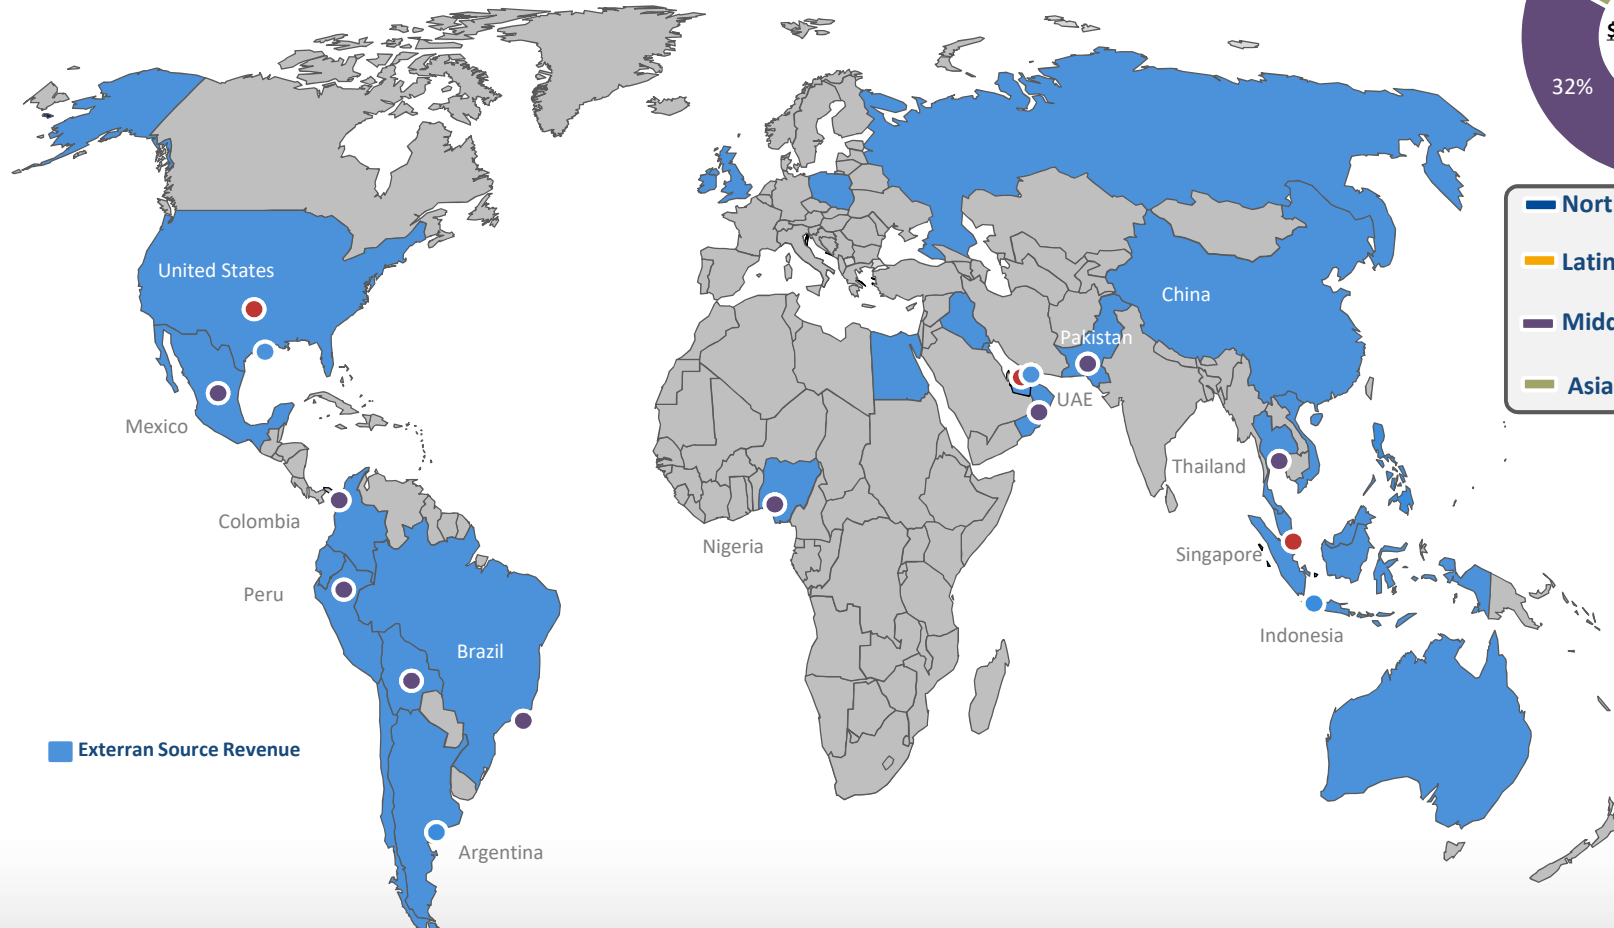 $
32%
Nort
Latin
Midd
Asia
United States
China
Pakistan
UAE
Mexico
Thailand
Colombia
Nigeria
Singapore
Peru
Indonesia
Brazil
Exterran Source Revenue
Argentina